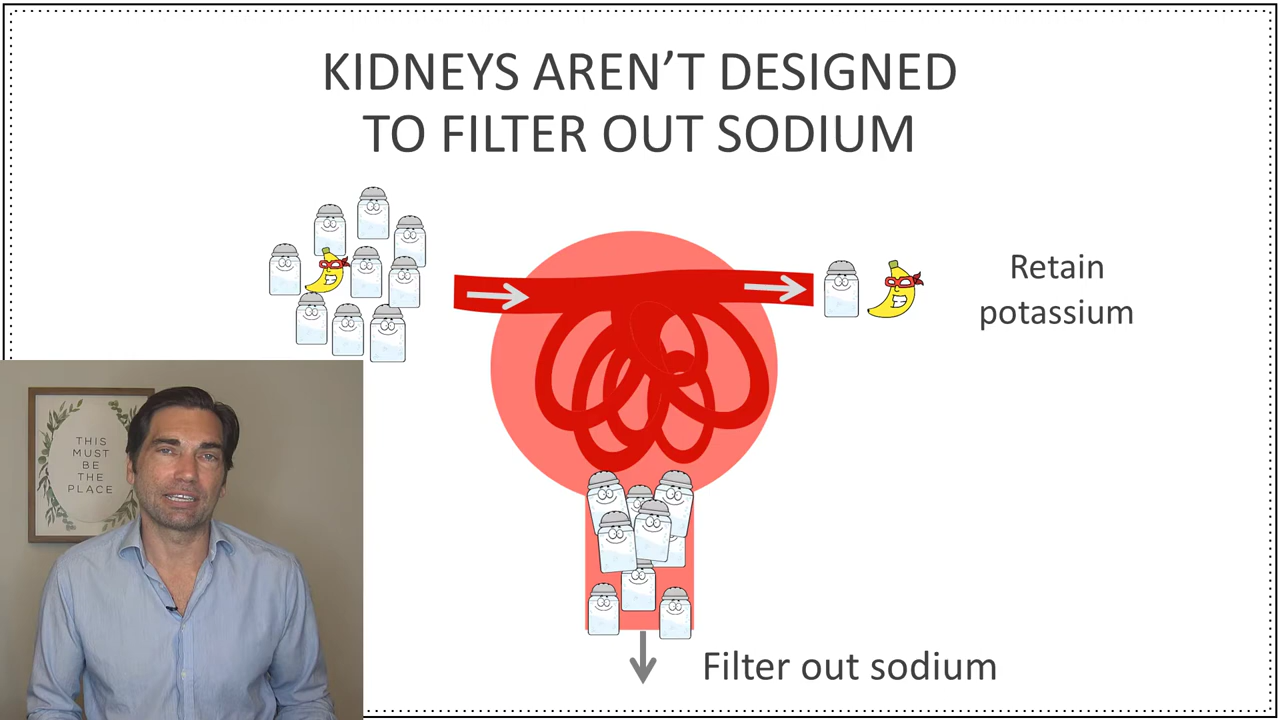 KIDNEYS AREN’T DESIGNED
TO FILTER OUT SODIUM
Retain
potassium
THIS
MUST
BE
THE
PLACE
Filter out sodium